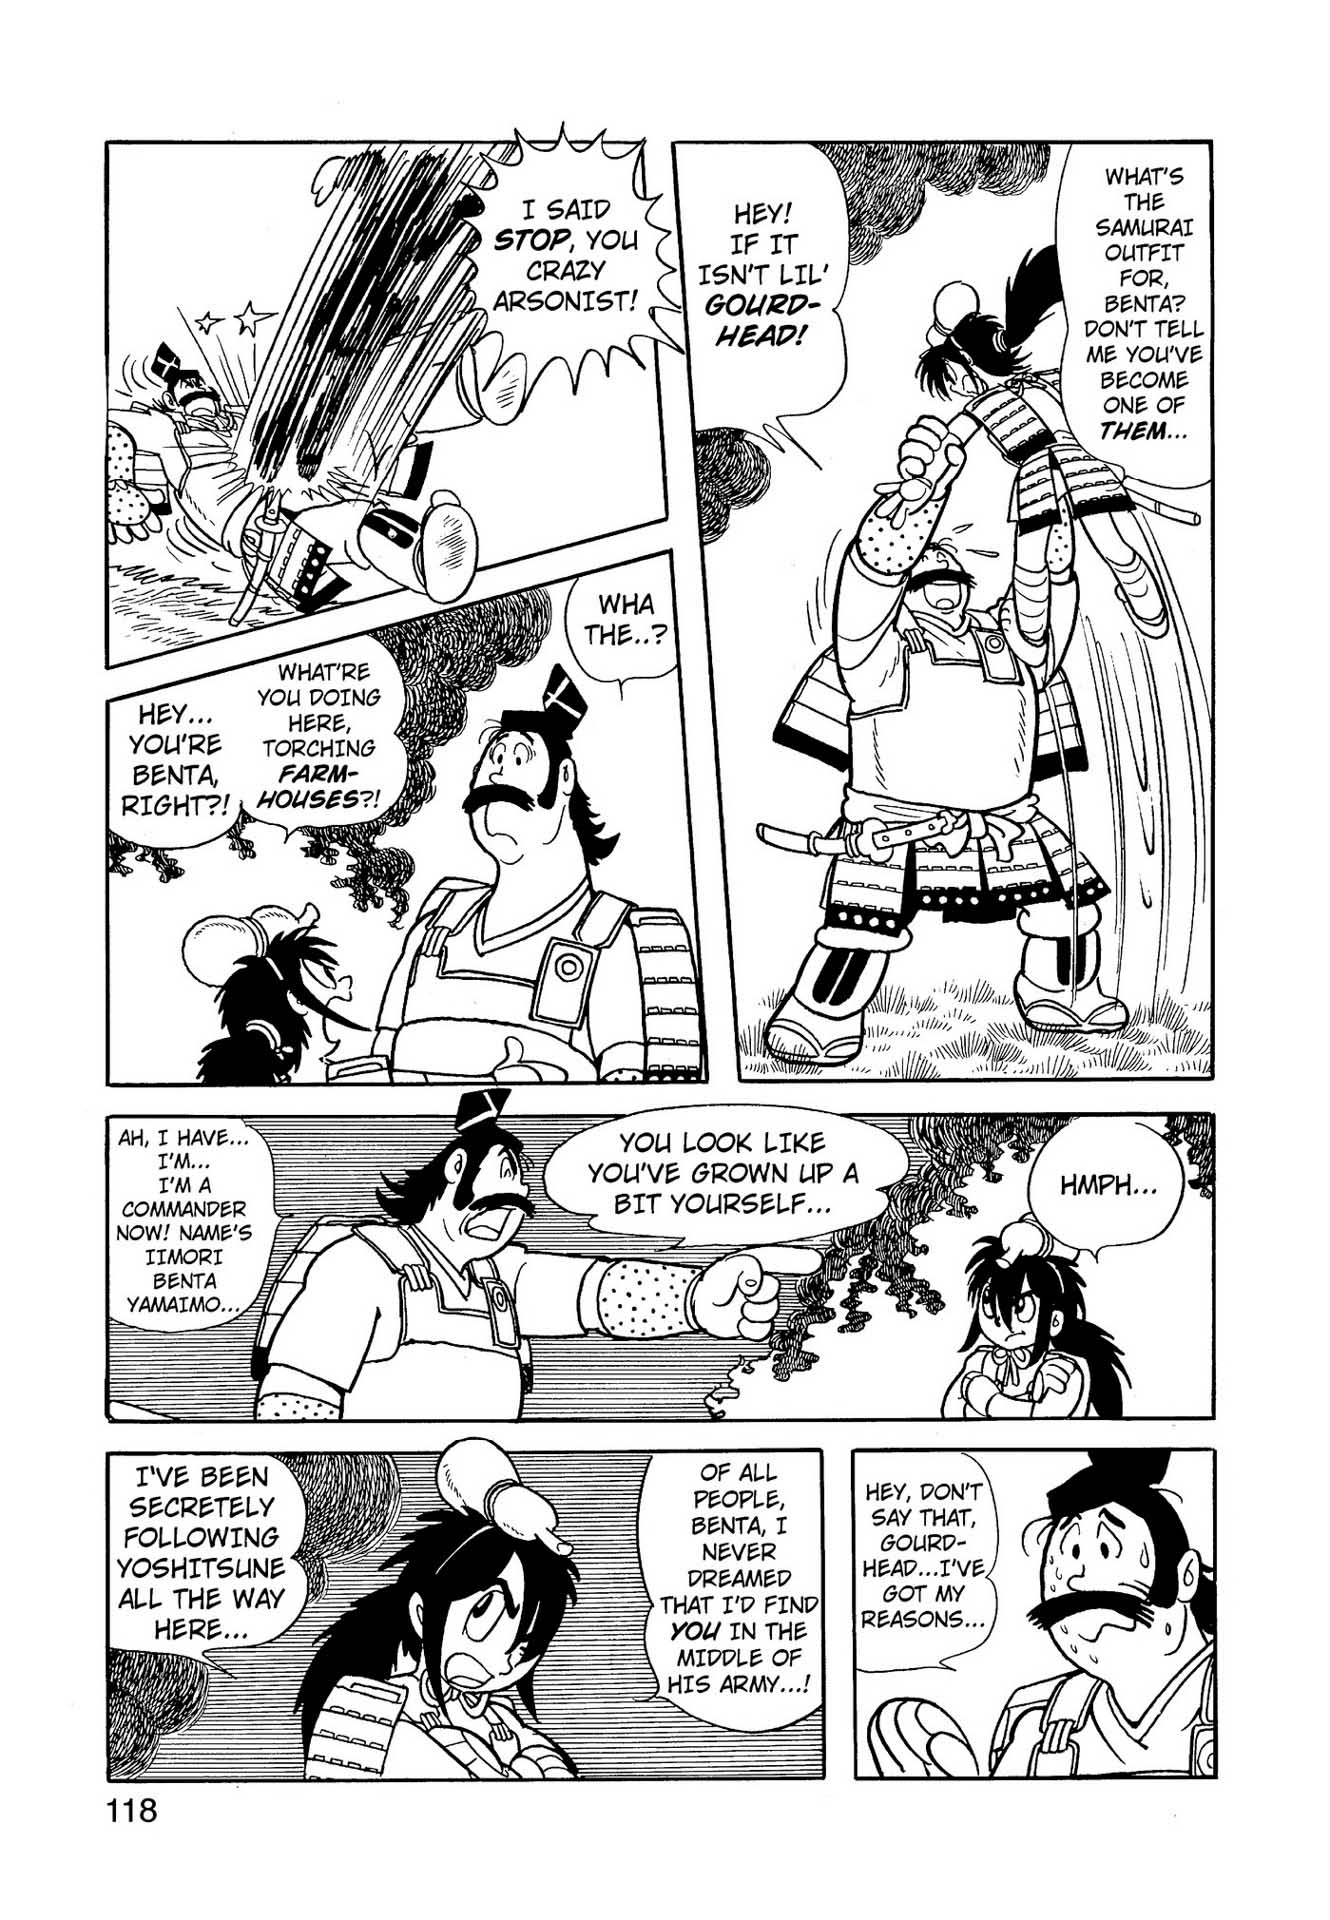 I SAID
STOP, YOU
CRAZY
ARSONIST!
HEY...
YOU'RE
BENTA,
RIGHT?!
WHAT'RE
YOU DOING
HERE,
TORCHING
FARM-
HOUSES?!
WHA
THE..?
HEY!
IF IT
ISN'T LIL'
GOURD-
HEAD!
WHAT'S
THE
SAMURAI
OUTFIT
FOR,
BENTA?
DON'T TELL
ME YOU'VE
BECOME
ONE OF
THEM...
AH, I HAVE...
I'M...
I'M A
COMMANDER
NOW! NAME'S
IIMORI
BENTA
YAMAIMO...
YOU LOOK LIKE
YOU'VE GROWN UP A
BIT YOURSELF...
HMPH...
I'VE BEEN
SECRETELY
FOLLOWING
YOSHITSUNE
ALL THE WAY
HERE...
OF ALL
PEOPLE,
BENTA, I
NEVER
DREAMED
THAT I'D FIND
YOU IN THE
MIDDLE OF
HIS ARMY...!
HEY, DON'T
SAY THAT,
GOURD-
HEAD...I'VE
GOT MY
REASONS...
118